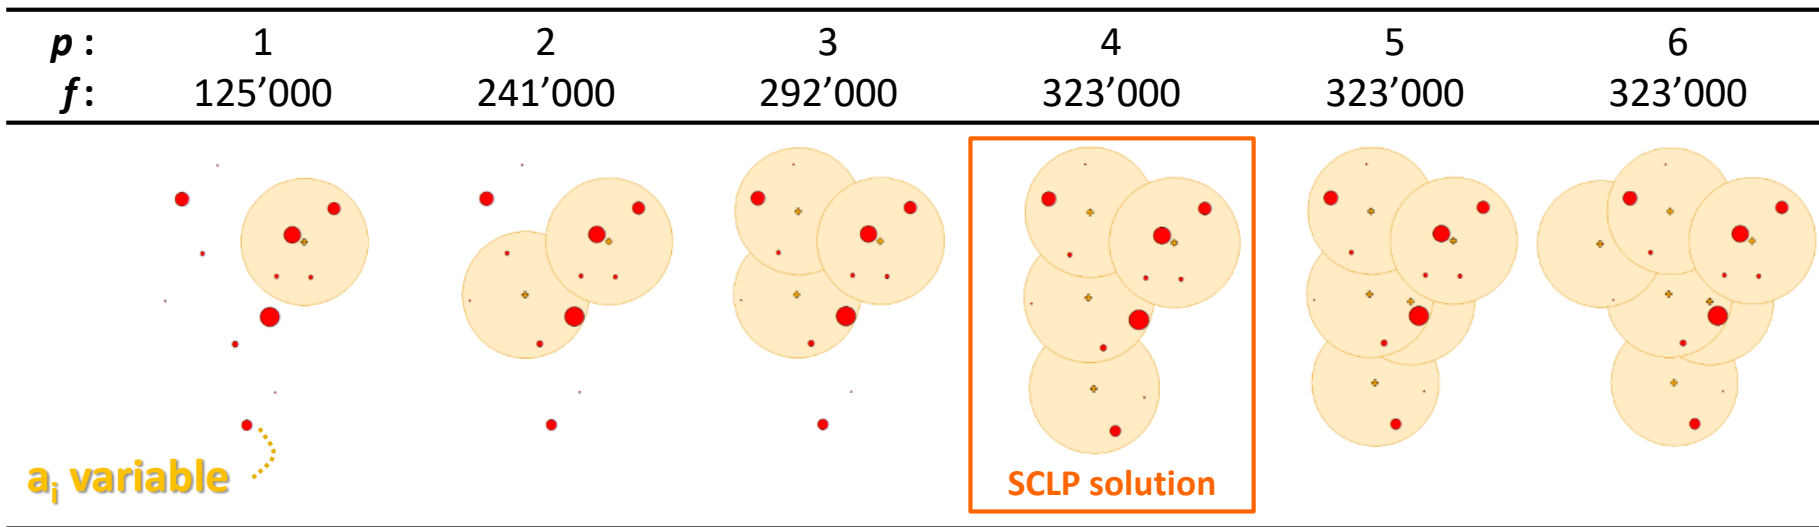 p : 1 2 3 4 5 6
f : 125’000 241’000 292’000 323’000 323’000 323’000
aᵢ variable
SCLP solution